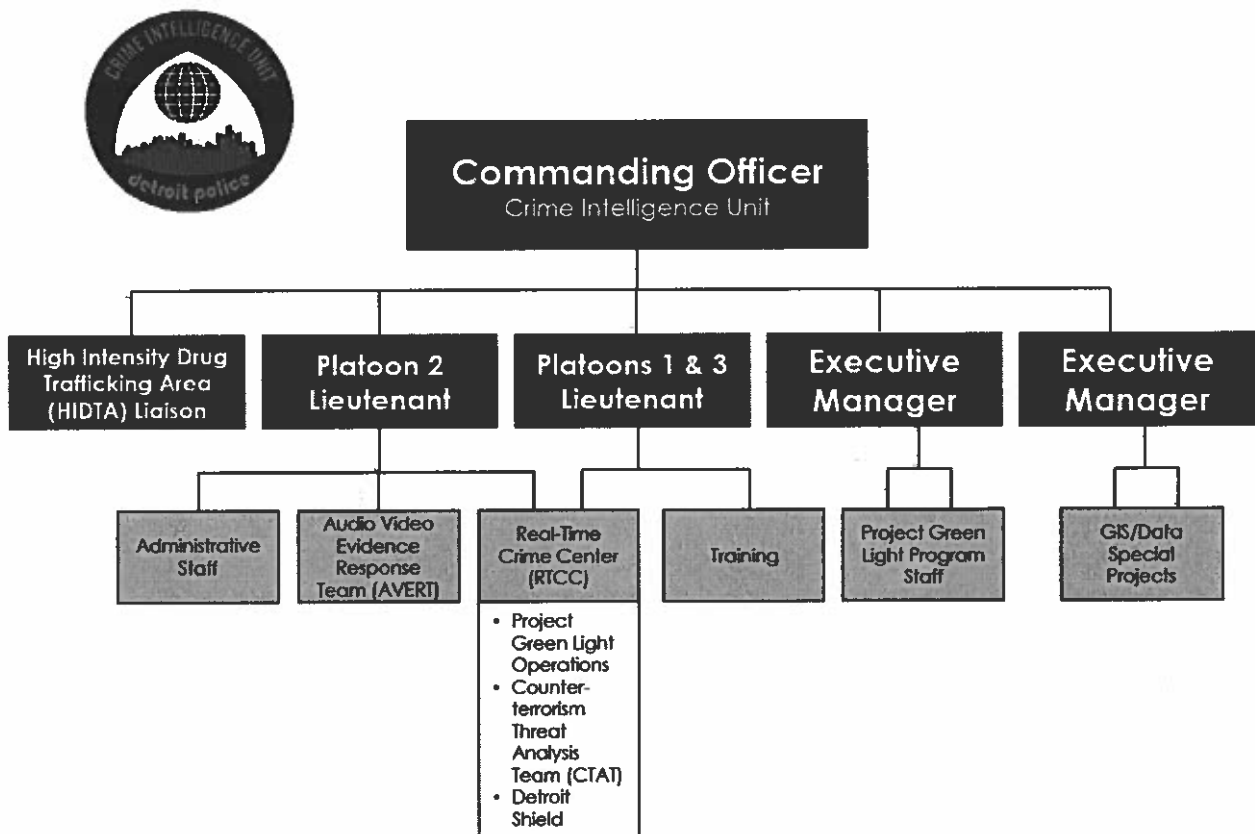 CRIME INTELLIGENCE UNIT
detroit police
Commanding Officer
Crime Intelligence Unit
High Intensity Drug
Trafficking Area
(HIDTA) Liaison
Platoon 2
Lieutenant
Platoons 1 & 3
Lieutenant
Executive
Manager
Executive
Manager
Administrative
Staff
Audio Video
Evidence
Response
Team (AVERT)
Real-Time
Crime Center
(RTCC)
Training
Project Green
Light Program
Staff
GIS/Data
Special
Projects
• Project
Green Light
Operations
• Counter-
terrorism
Threat
Analysis
Team (CTAT)
• Detroit
Shield